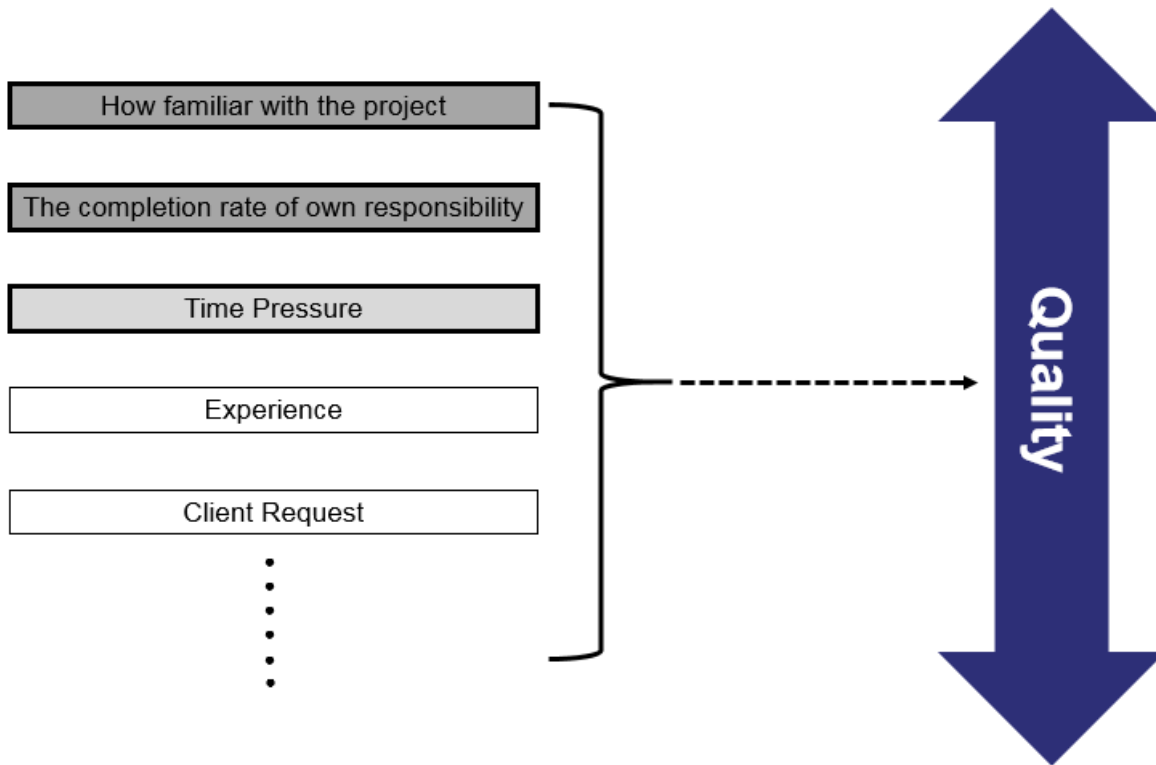 How familiar with the project
The completion rate of own responsibility
Time Pressure
Experience
Client Request
Quality